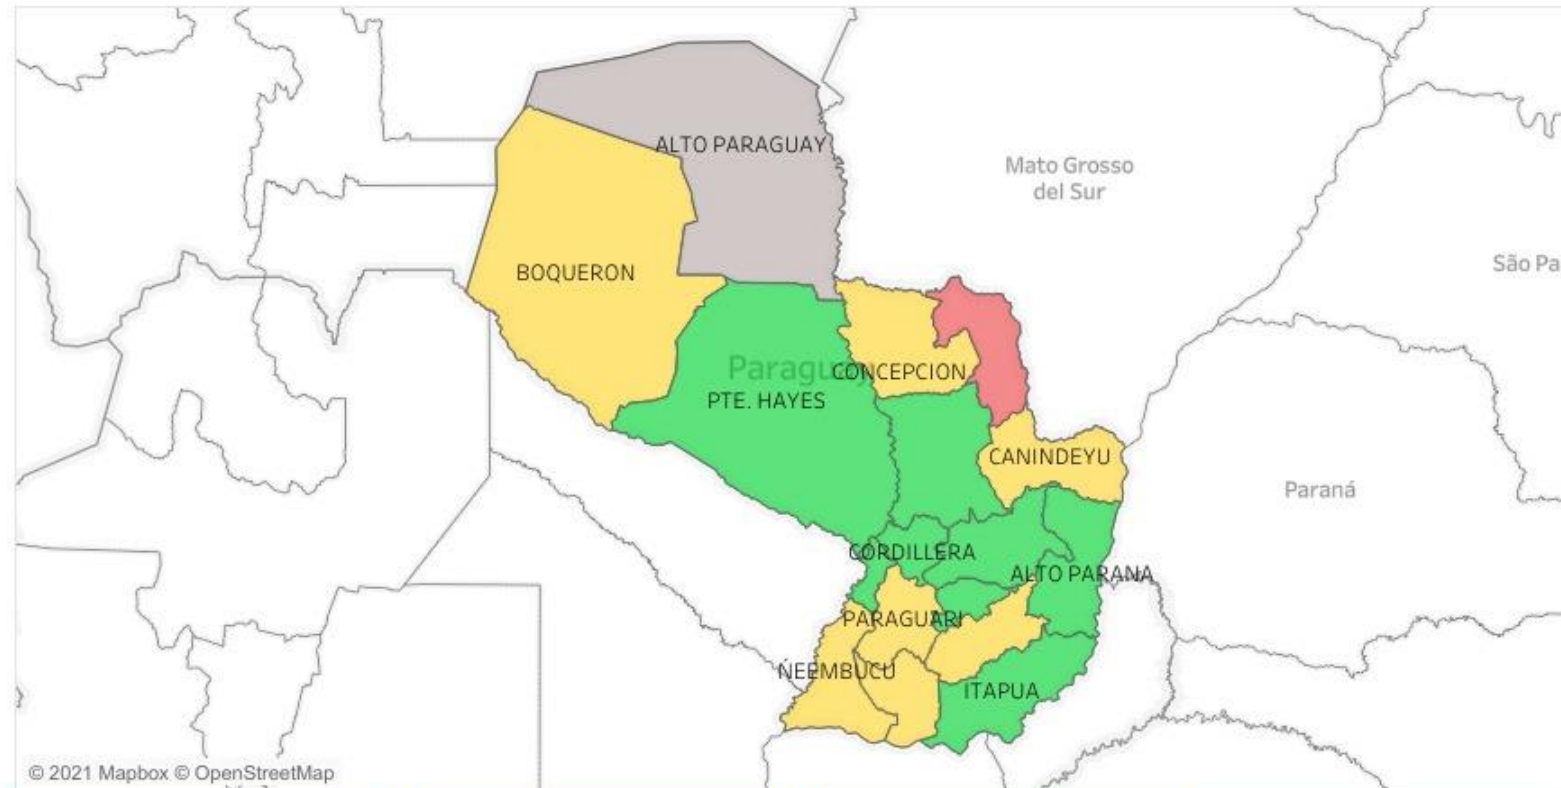 ALTO PARAGUAY
Mato Grosso
del Sur
BOQUERON
São Pa
Paraguay
CONCEPCION
PTE. HAYES
CANINDEYU
Paraná
CORDILLERA
ALTO PARANA
PARAGUARI
ÑEEMBUCU
ITAPUA
© 2021 Mapbox © OpenStreetMap